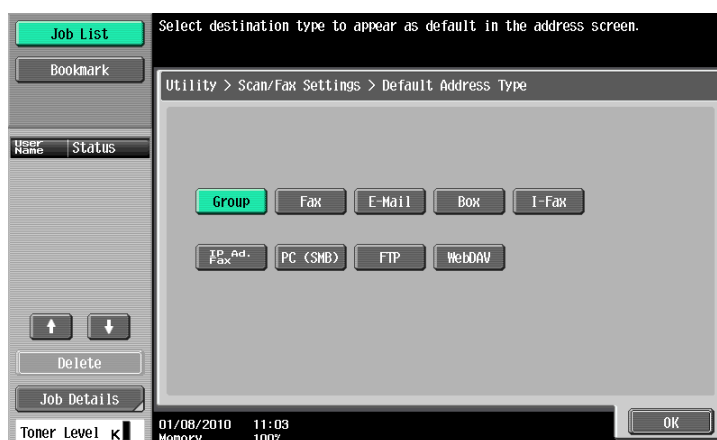 Job List
Bookmark
User Name Status
Delete
Job Details
Toner Level K
Select destination type to appear as default in the address screen.
Utility > Scan/Fax Settings > Default Address Type
Group Fax E-Mail Box I-Fax
IP Ad. Fax PC (SMB) FTP WebDAV
01/08/2010 11:03
Memory 100%
OK